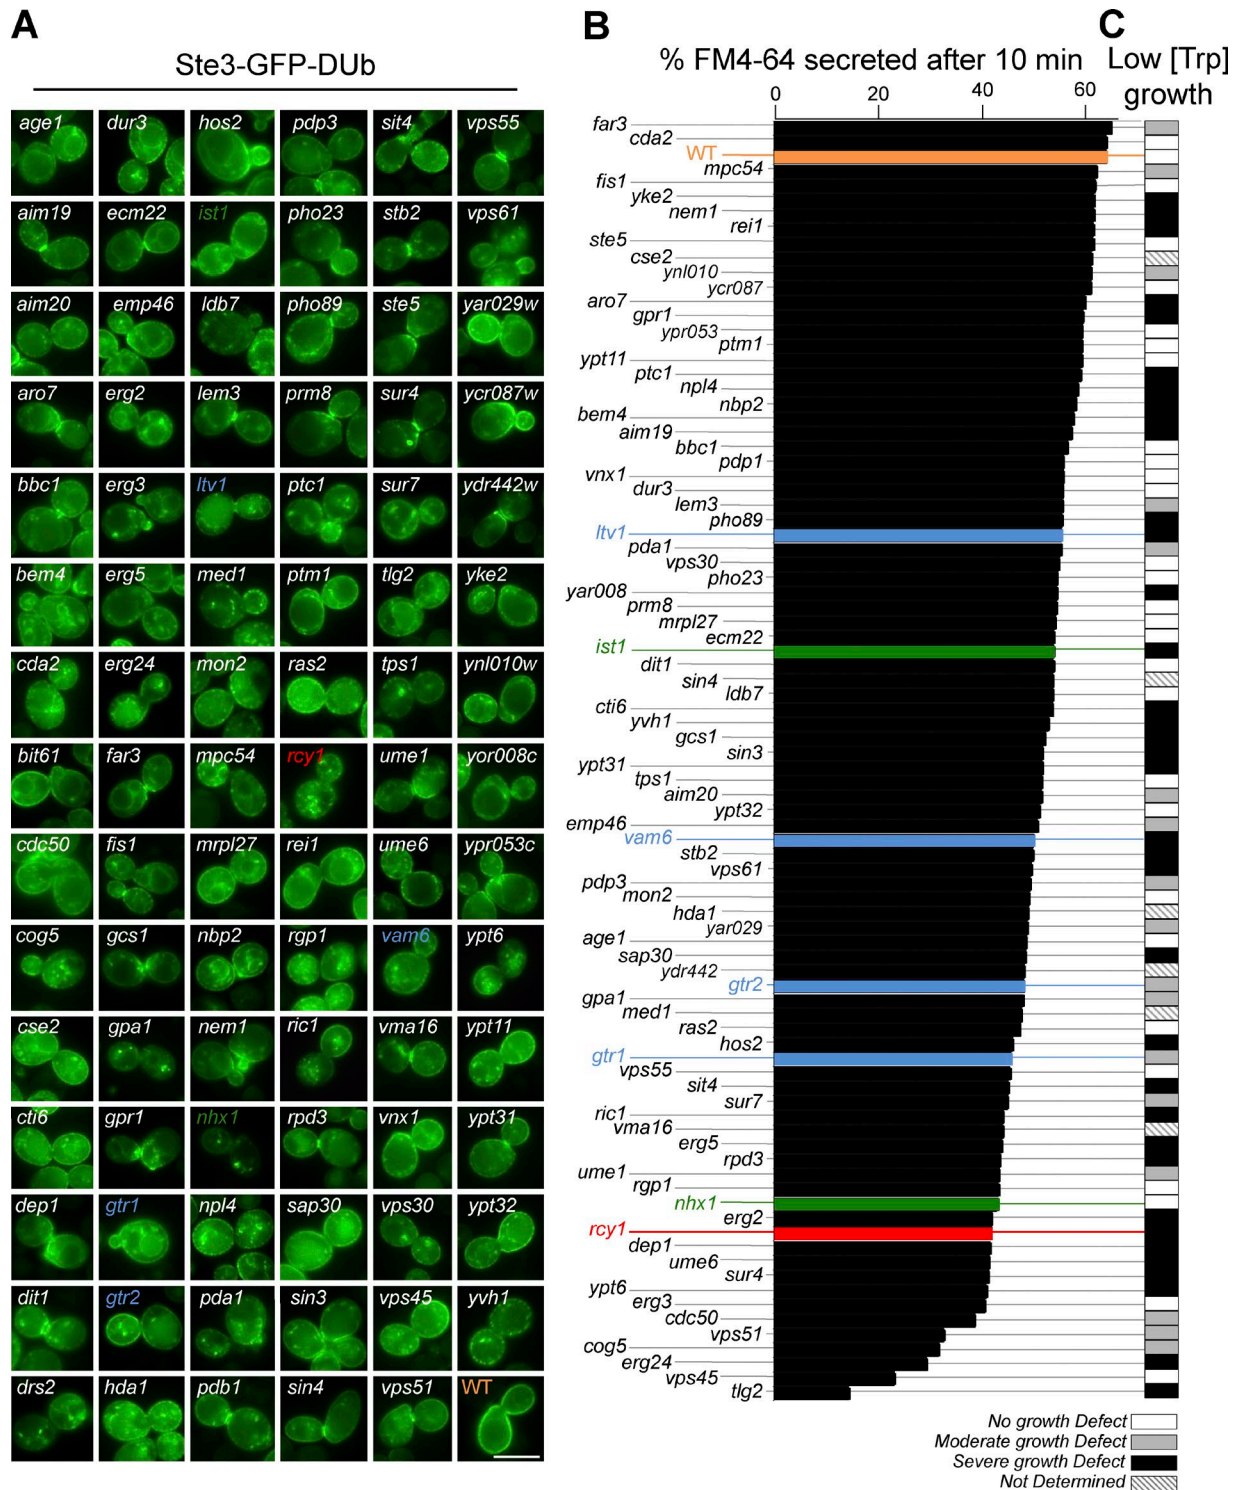 A
B
C
Ste3-GFP-DUb
% FM4-64 secreted after 10 min
Low [Trp]
growth
0 20 40 60
age1 dur3 hos2 pdp3 sit4 vps55
aim19 ecm22 ist1 pho23 stb2 vps61
aim20 emp46 ldb7 pho89 ste5 yar029w
aro7 erg2 lem3 prm8 sur4 ycr087w
bbc1 erg3 ltv1 ptc1 sur7 ydr442w
bem4 erg5 med1 ptm1 tlg2 yke2
cda2 erg24 mon2 ras2 tps1 ynl010w
bit61 far3 mpc54 rcy1 ume1 yor008c
cdc50 fis1 mrpl27 rei1 ume6 ypr053c
cog5 gcs1 nbp2 rgp1 vam6 ypt6
cse2 gpa1 nem1 ric1 vma16 ypt11
cti6 gpr1 nhx1 rpd3 vnx1 ypt31
dep1 gtr1 npl4 sap30 vps30 ypt32
dit1 gtr2 pda1 sin3 vps45 yvh1
drs2 hda1 pdb1 sin4 vps51 WT
far3
cda2
WT
mpc54
fis1
yke2
nem1
rei1
ste5
cse2
ynl010
ycr087
aro7
gpr1
ypr053
ptm1
ypt11
ptc1
npl4
nbp2
bem4
aim19
bbc1
pdp1
vnx1
dur3
lem3
pho89
ltv1
pda1
vps30
pho23
yar008
prm8
mrpl27
ecm22
ist1
dit1
sin4
ldb7
cti6
yvh1
gcs1
sin3
ypt31
tps1
aim20
ypt32
emp46
vam6
stb2
vps61
pdp3
mon2
hda1
yar029
age1
sap30
ydr442
gtr2
gpa1
med1
ras2
hos2
gtr1
vps55
sit4
sur7
ric1
vma16
erg5
rpd3
ume1
rgp1
nhx1
erg2
rcy1
dep1
ume6
sur4
ypt6
erg3
cdc50
vps51
cog5
erg24
vps45
tlg2
No growth Defect
Moderate growth Defect
Severe growth Defect
Not Determined